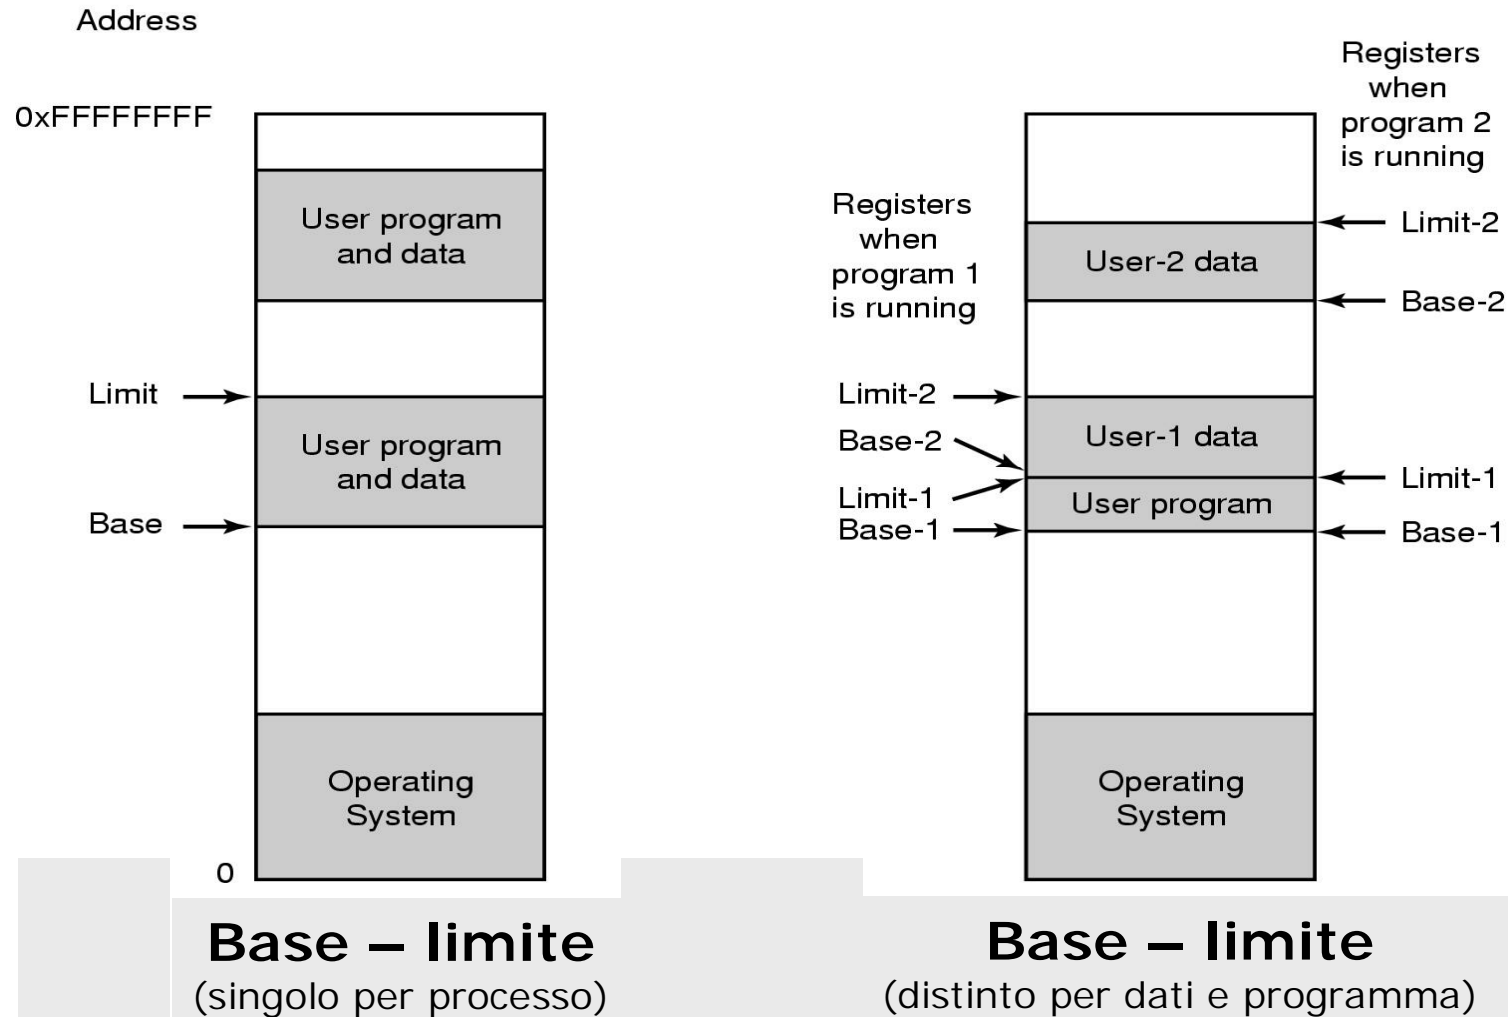 Address
0xFFFFFFFF
User program
and data
Limit
User program
and data
Base
Operating
System
0
Base – limite
(singolo per processo)
Registers
when
program 1
is running
Limit-2
Base-2
Limit-1
Base-1
User-2 data
User-1 data
User program
Operating
System
Registers
when
program 2
is running
Limit-2
Base-2
Limit-1
Base-1
Base – limite
(distinto per dati e programma)